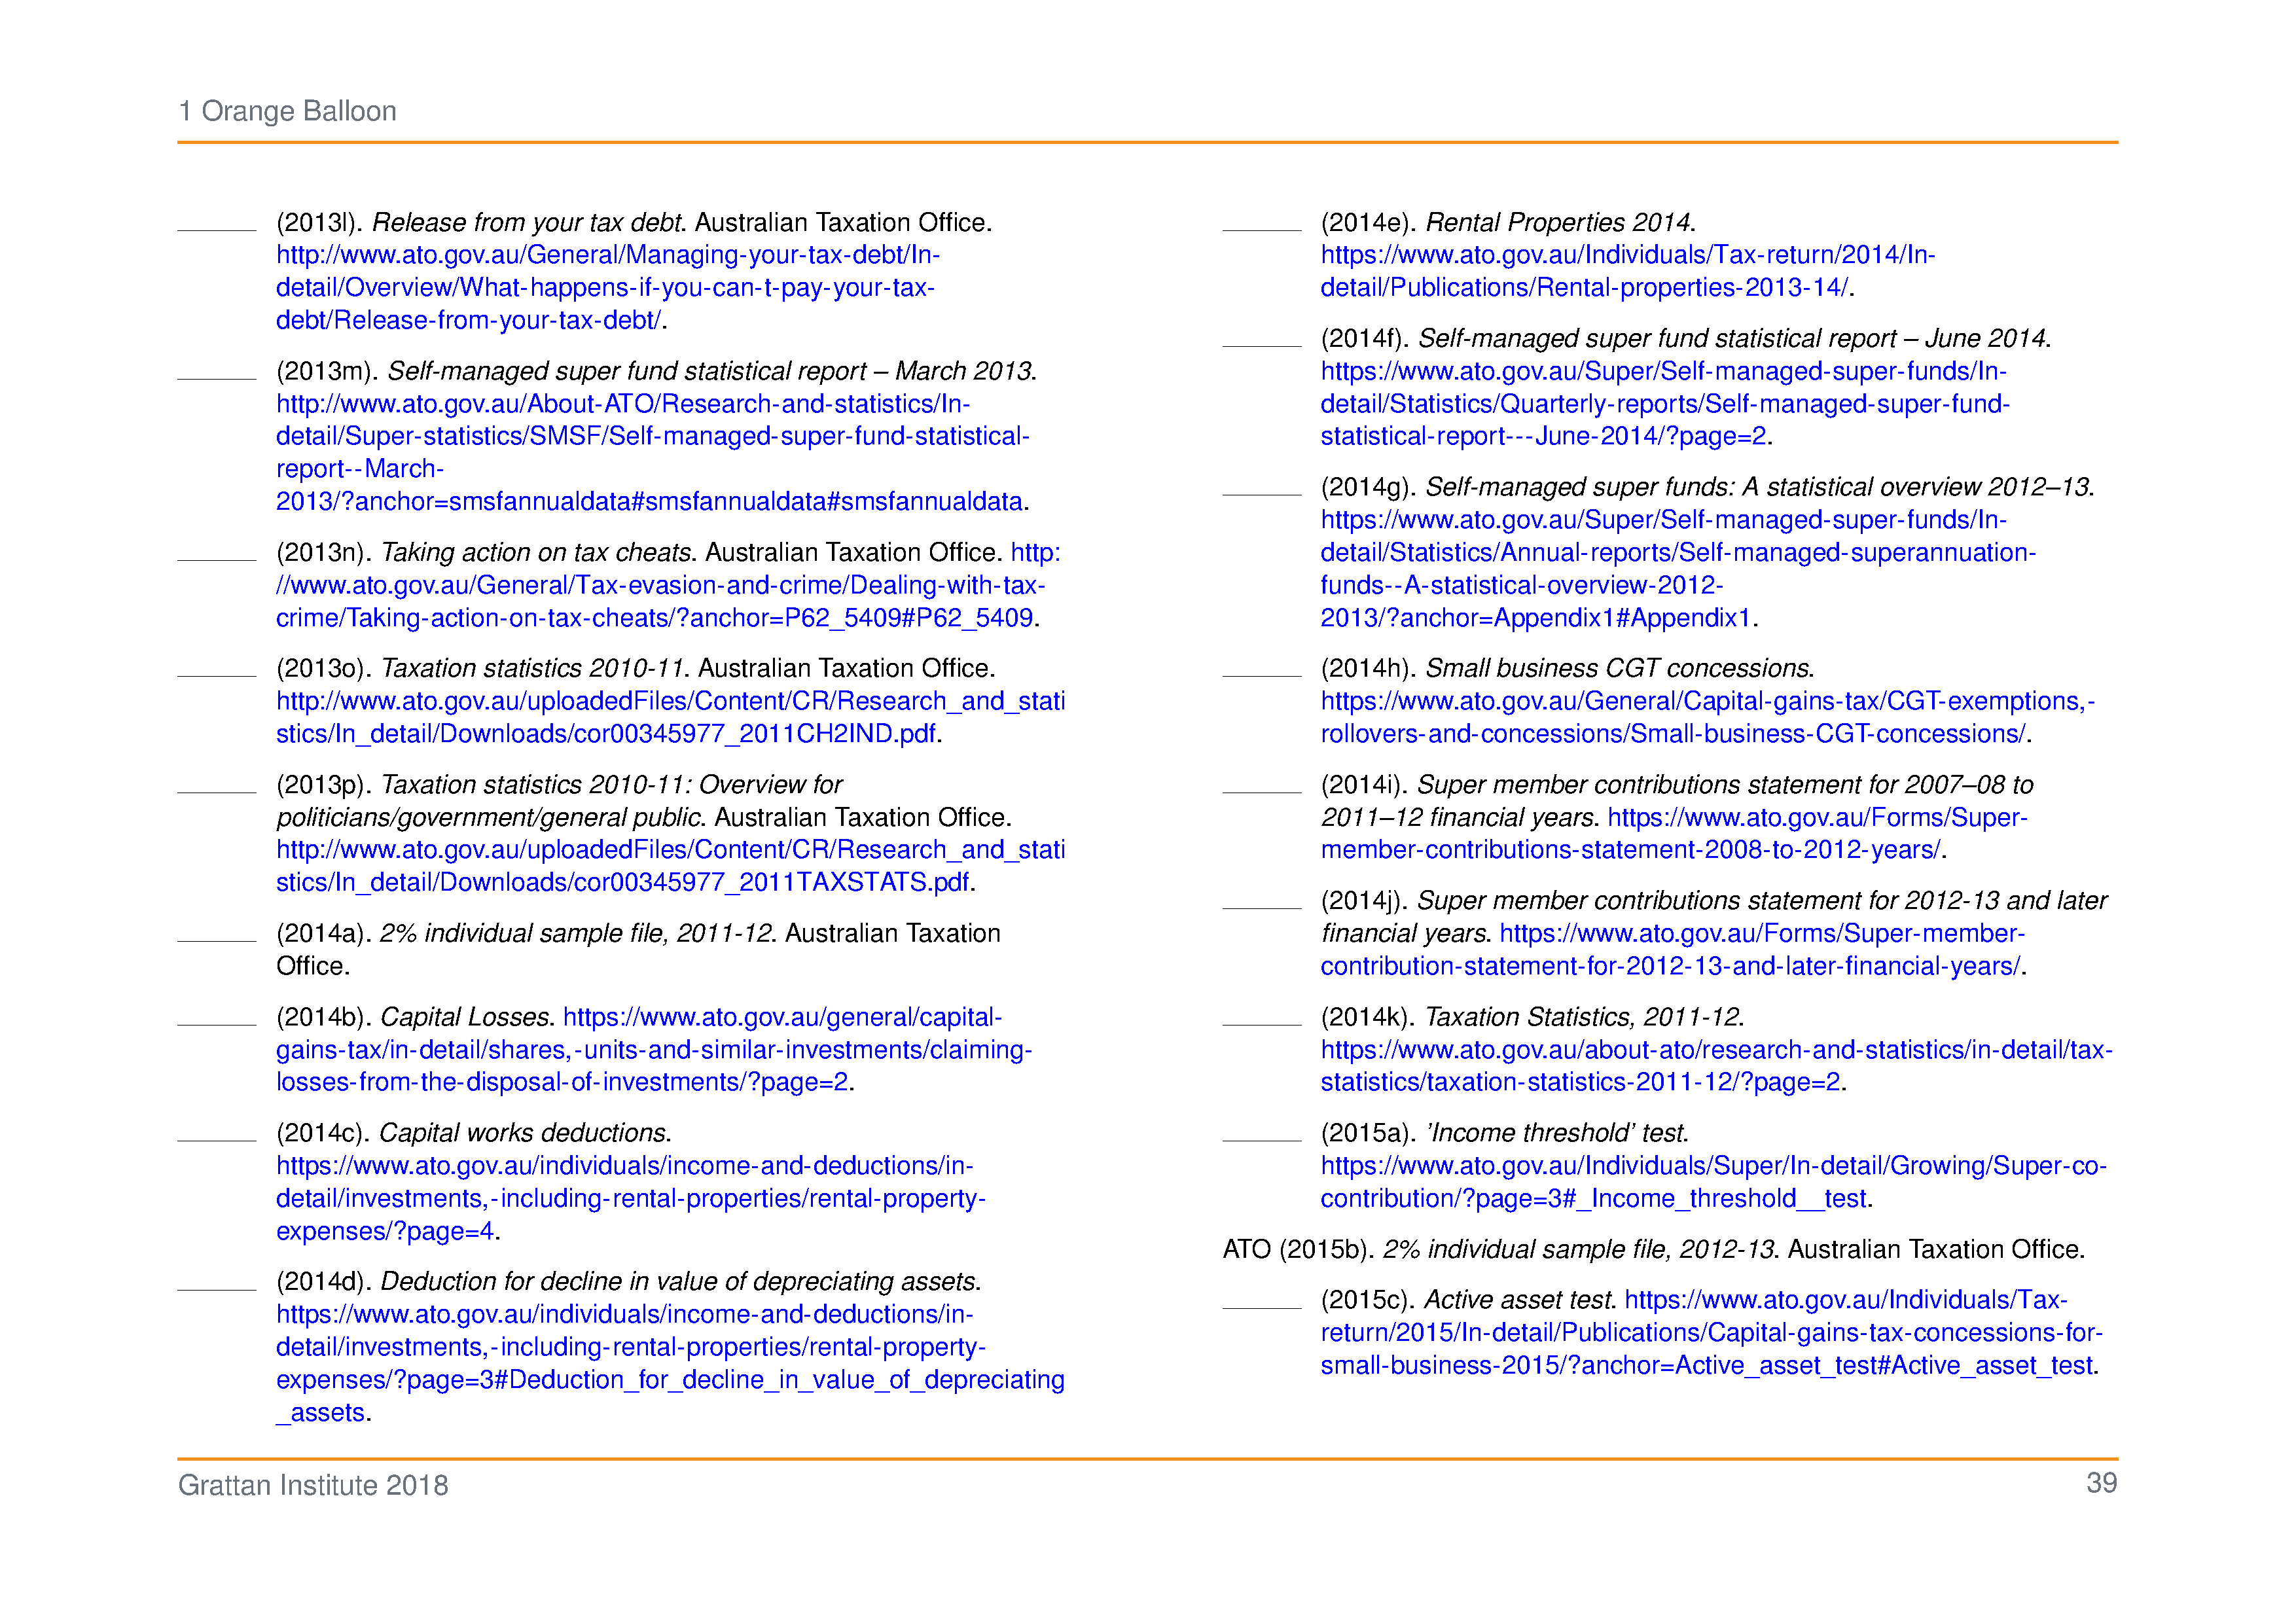 1 Orange Balloon
(2013l). Release from your tax debt. Australian Taxation Office.
http://www.ato.gov.au/General/Managing-your-tax-debt/In-
detail/Overview/What-happens-if-you-can-t-pay-your-tax-
debt/Release-from-your-tax-debt/.
(2013m). Self-managed super fund statistical report – March 2013.
http://www.ato.gov.au/About-ATO/Research-and-statistics/In-
detail/Super-statistics/SMSF/Self-managed-super-fund-statistical-
report--March-
2013/?anchor=smsfannualdata#smsfannualdata#smsfannualdata.
(2013n). Taking action on tax cheats. Australian Taxation Office. http:
//www.ato.gov.au/General/Tax-evasion-and-crime/Dealing-with-tax-
crime/Taking-action-on-tax-cheats/?anchor=P62_5409#P62_5409.
(2013o). Taxation statistics 2010-11. Australian Taxation Office.
http://www.ato.gov.au/uploadedFiles/Content/CR/Research_and_stati
stics/In_detail/Downloads/cor00345977_2011CH2IND.pdf.
(2013p). Taxation statistics 2010-11: Overview for
politicians/government/general public. Australian Taxation Office.
http://www.ato.gov.au/uploadedFiles/Content/CR/Research_and_stati
stics/In_detail/Downloads/cor00345977_2011TAXSTATS.pdf.
(2014a). 2% individual sample file, 2011-12. Australian Taxation
Office.
(2014b). Capital Losses. https://www.ato.gov.au/general/capital-
gains-tax/in-detail/shares,-units-and-similar-investments/claiming-
losses-from-the-disposal-of-investments/?page=2.
(2014c). Capital works deductions.
https://www.ato.gov.au/individuals/income-and-deductions/in-
detail/investments,-including-rental-properties/rental-property-
expenses/?page=4.
(2014d). Deduction for decline in value of depreciating assets.
https://www.ato.gov.au/individuals/income-and-deductions/in-
detail/investments,-including-rental-properties/rental-property-
expenses/?page=3#Deduction_for_decline_in_value_of_depreciating
_assets.
(2014e). Rental Properties 2014.
https://www.ato.gov.au/Individuals/Tax-return/2014/In-
detail/Publications/Rental-properties-2013-14/.
(2014f). Self-managed super fund statistical report – June 2014.
https://www.ato.gov.au/Super/Self-managed-super-funds/In-
detail/Statistics/Quarterly-reports/Self-managed-super-fund-
statistical-report---June-2014/?page=2.
(2014g). Self-managed super funds: A statistical overview 2012–13.
https://www.ato.gov.au/Super/Self-managed-super-funds/In-
detail/Statistics/Annual-reports/Self-managed-superannuation-
funds--A-statistical-overview-2012-
2013/?anchor=Appendix1#Appendix1.
(2014h). Small business CGT concessions.
https://www.ato.gov.au/General/Capital-gains-tax/CGT-exemptions,-
rollovers-and-concessions/Small-business-CGT-concessions/.
(2014i). Super member contributions statement for 2007–08 to
2011–12 financial years. https://www.ato.gov.au/Forms/Super-
member-contributions-statement-2008-to-2012-years/.
(2014j). Super member contributions statement for 2012-13 and later
financial years. https://www.ato.gov.au/Forms/Super-member-
contribution-statement-for-2012-13-and-later-financial-years/.
(2014k). Taxation Statistics, 2011-12.
https://www.ato.gov.au/about-ato/research-and-statistics/in-detail/tax-
statistics/taxation-statistics-2011-12/?page=2.
(2015a). 'Income threshold' test.
https://www.ato.gov.au/Individuals/Super/In-detail/Growing/Super-co-
contribution/?page=3#_Income_threshold__test.
ATO (2015b). 2% individual sample file, 2012-13. Australian Taxation Office.
(2015c). Active asset test. https://www.ato.gov.au/Individuals/Tax-
return/2015/In-detail/Publications/Capital-gains-tax-concessions-for-
small-business-2015/?anchor=Active_asset_test#Active_asset_test.
Grattan Institute 2018
39